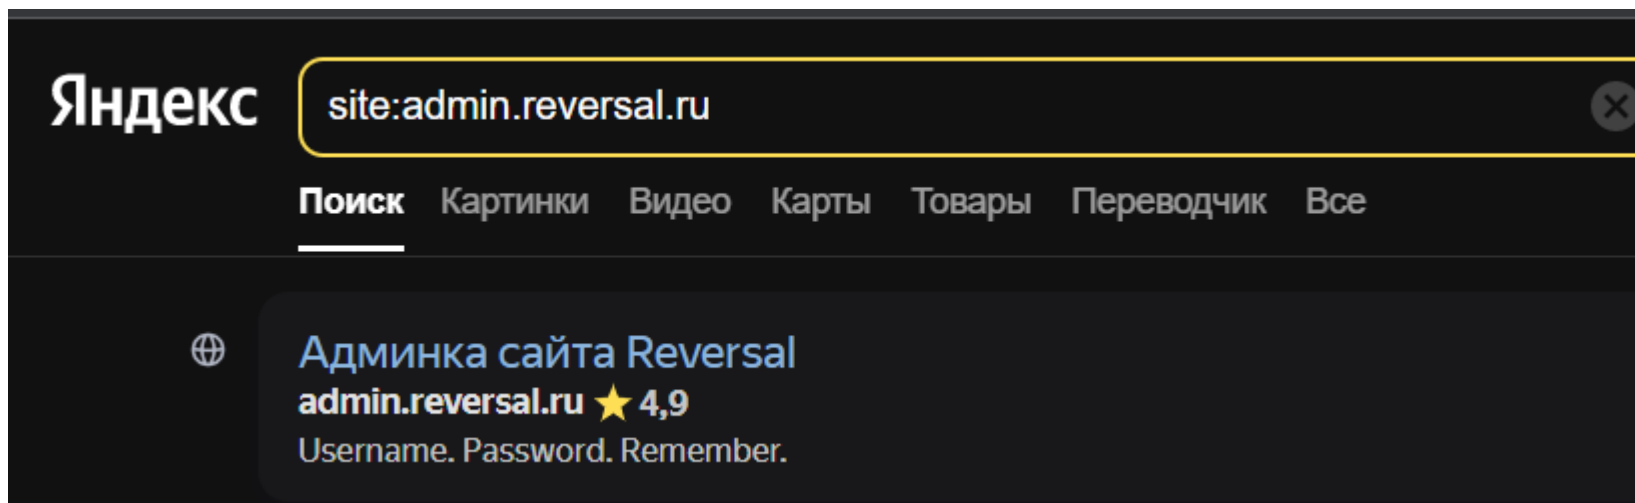 Яндекс site:admin.reversal.ru
Поиск Картинки Видео Карты Товары Переводчик Все
Админка сайта Reversal
admin.reversal.ru 4,9
Username. Password. Remember.